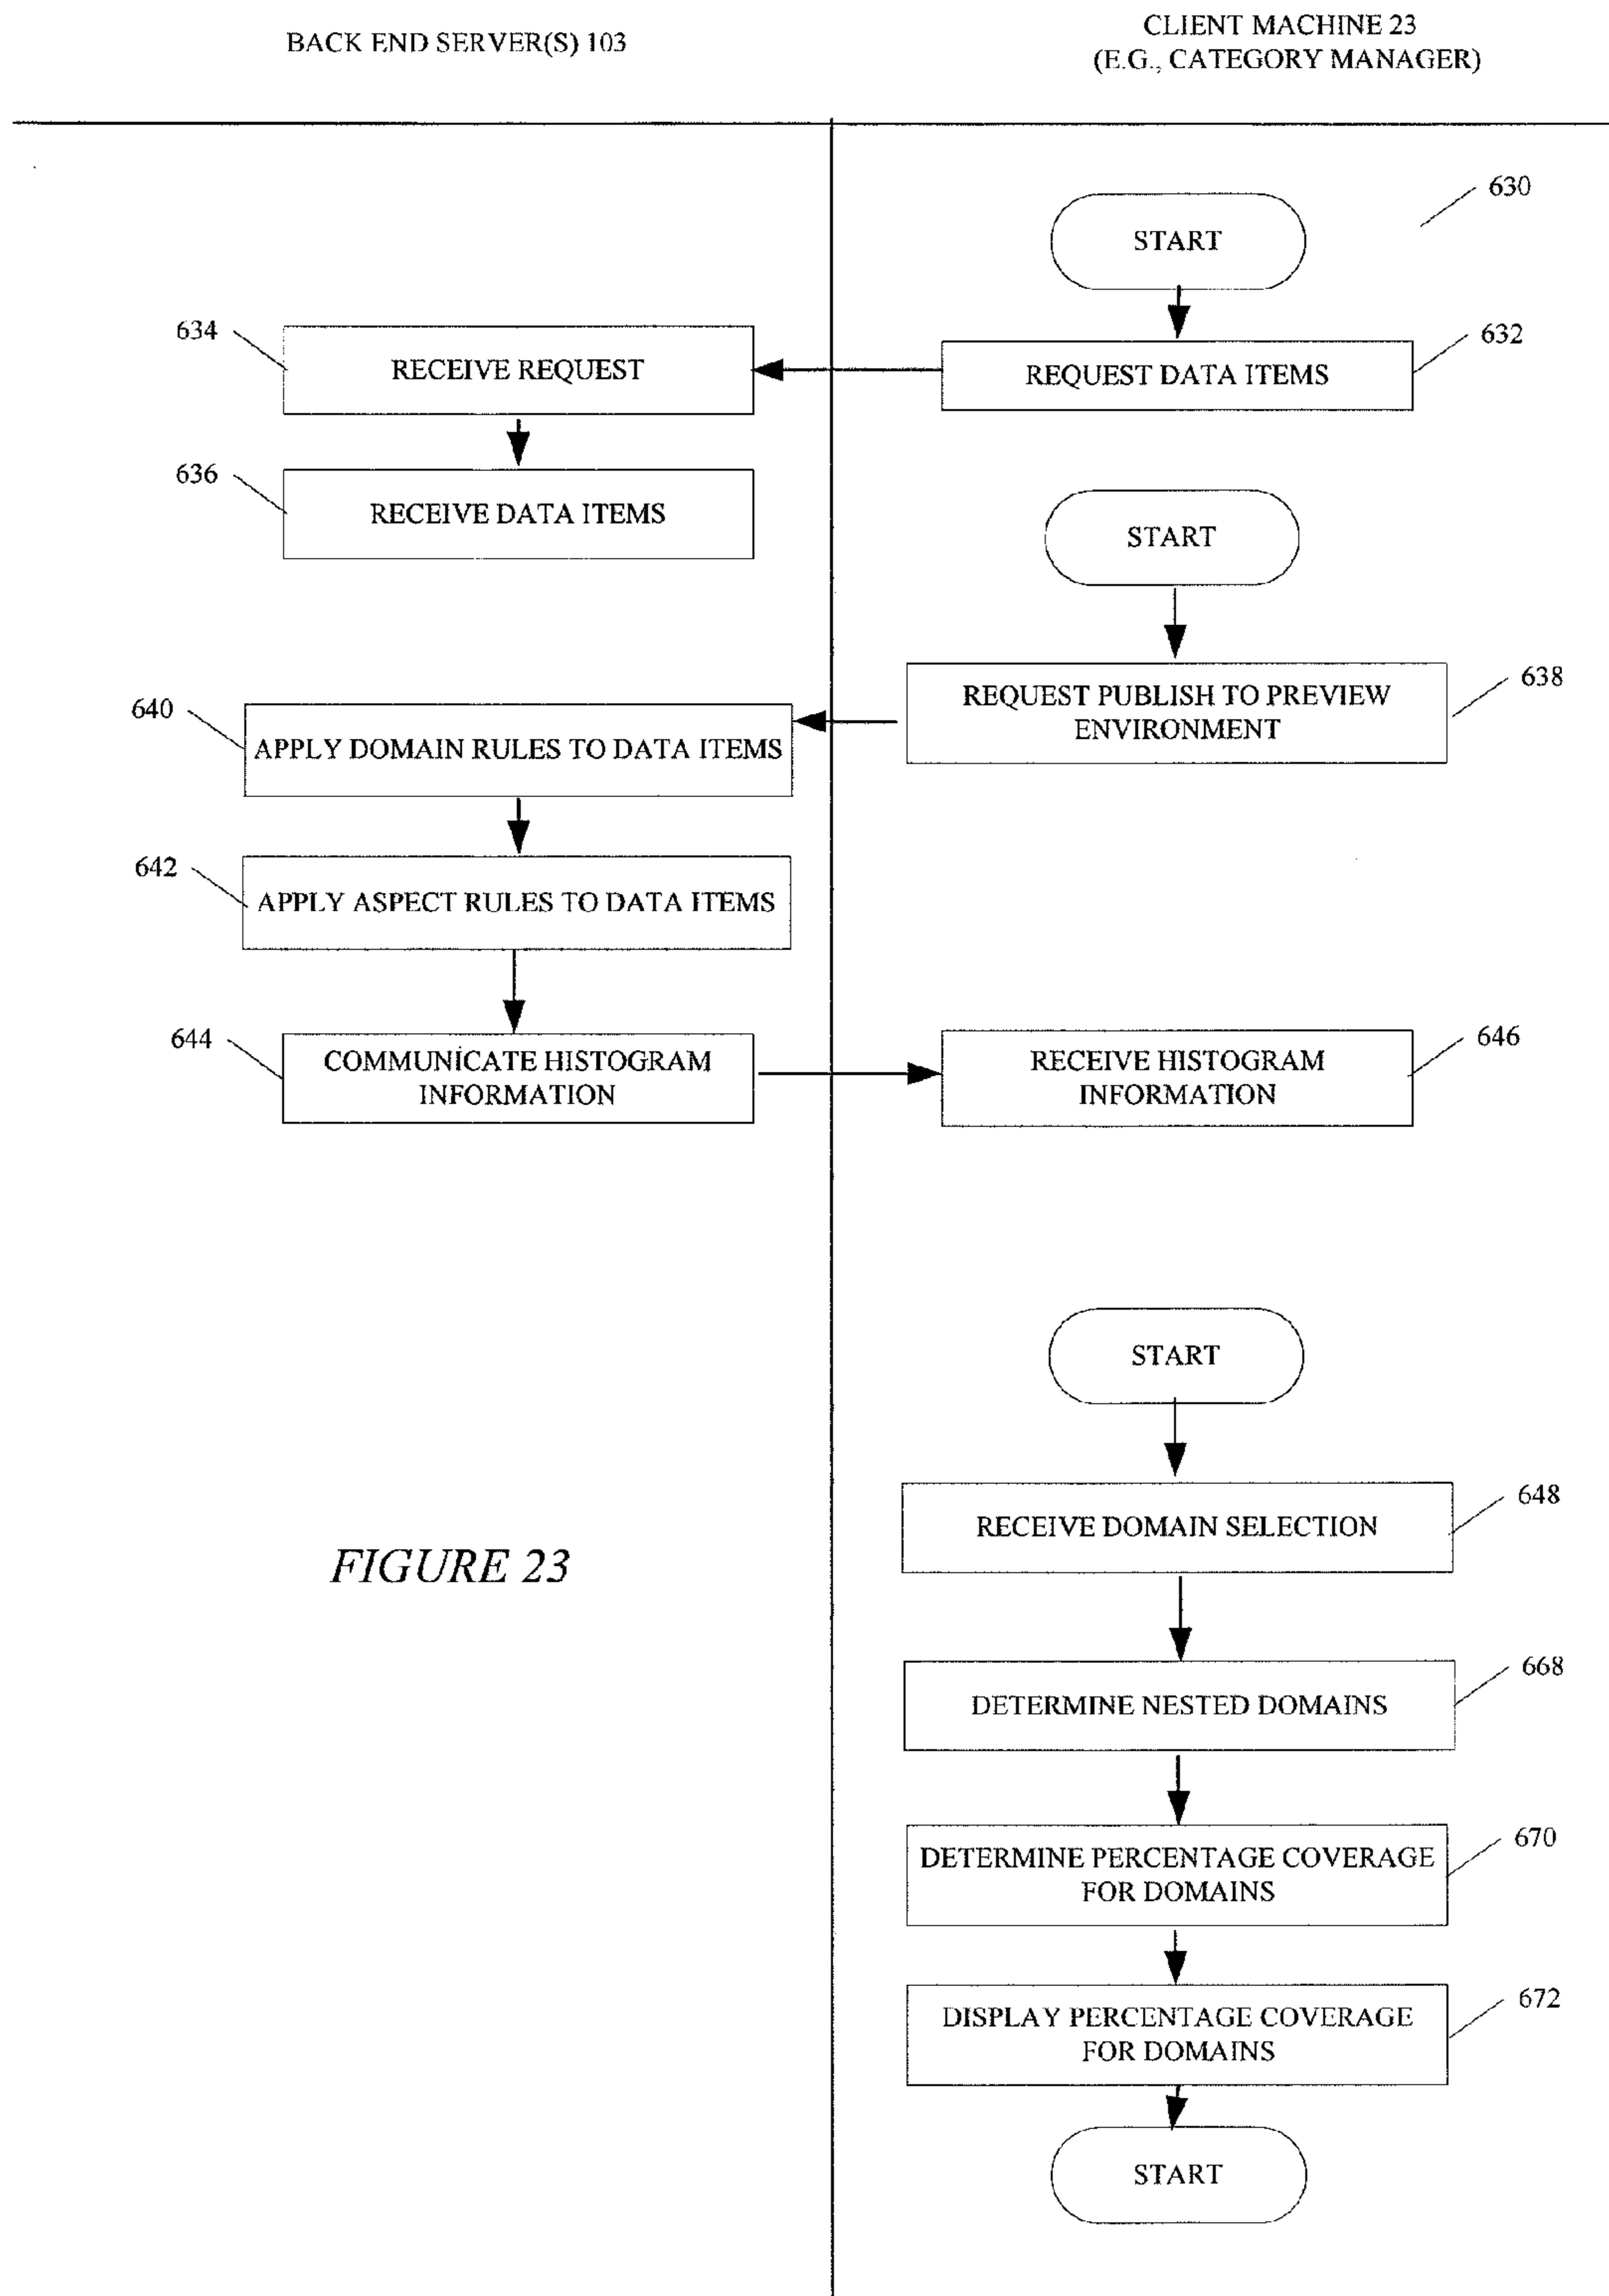 BACK END SERVER(S) 103
CLIENT MACHINE 23
(E.G., CATEGORY MANAGER)
630
START
634
RECEIVE REQUEST
632
REQUEST DATA ITEMS
636
RECEIVE DATA ITEMS
START
638
REQUEST PUBLISH TO PREVIEW
ENVIRONMENT
640
APPLY DOMAIN RULES TO DATA ITEMS
642
APPLY ASPECT RULES TO DATA ITEMS
644
COMMUNICATE HISTOGRAM
INFORMATION
646
RECEIVE HISTOGRAM
INFORMATION
START
648
RECEIVE DOMAIN SELECTION
FIGURE 23
668
DETERMINE NESTED DOMAINS
670
DETERMINE PERCENTAGE COVERAGE
FOR DOMAINS
672
DISPLAY PERCENTAGE COVERAGE
FOR DOMAINS
START